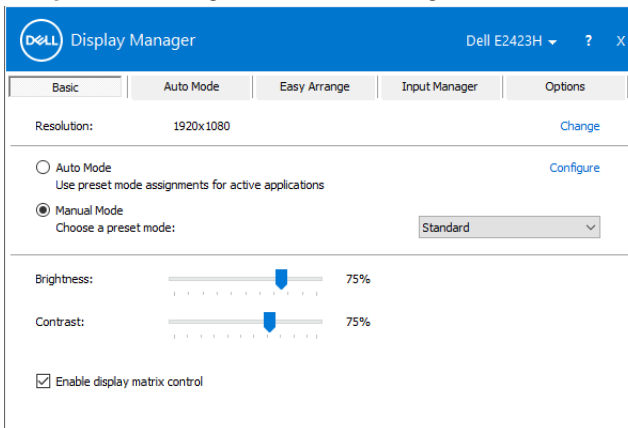 DELL Display Manager Dell E2423H ? X
Basic Auto Mode Easy Arrange Input Manager Options
Resolution: 1920x1080 Change
Auto Mode Configure
Use preset mode assignments for active applications
Manual Mode
Choose a preset mode: Standard
Brightness: 75%
Contrast: 75%
Enable display matrix control